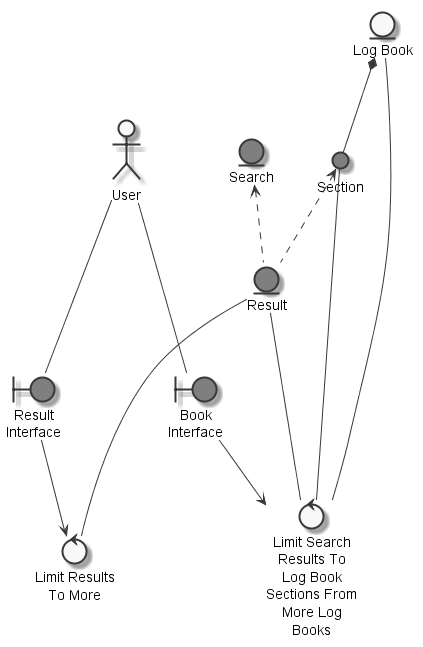 Log Book
Search
Section
User
Result
Result
Interface
Book
Interface
Limit Results
To More
Limit Search
Results To
Log Book
Sections From
More Log
Books